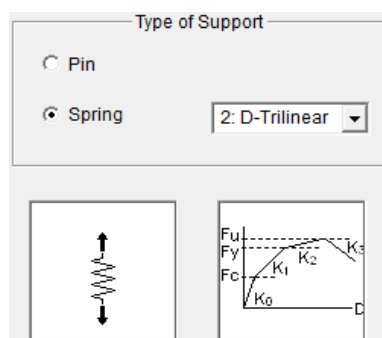 Type of Support
Pin
Spring
2: D-Trilinear
Fu
Fy
Fc
K0
K1
K2
K3
D